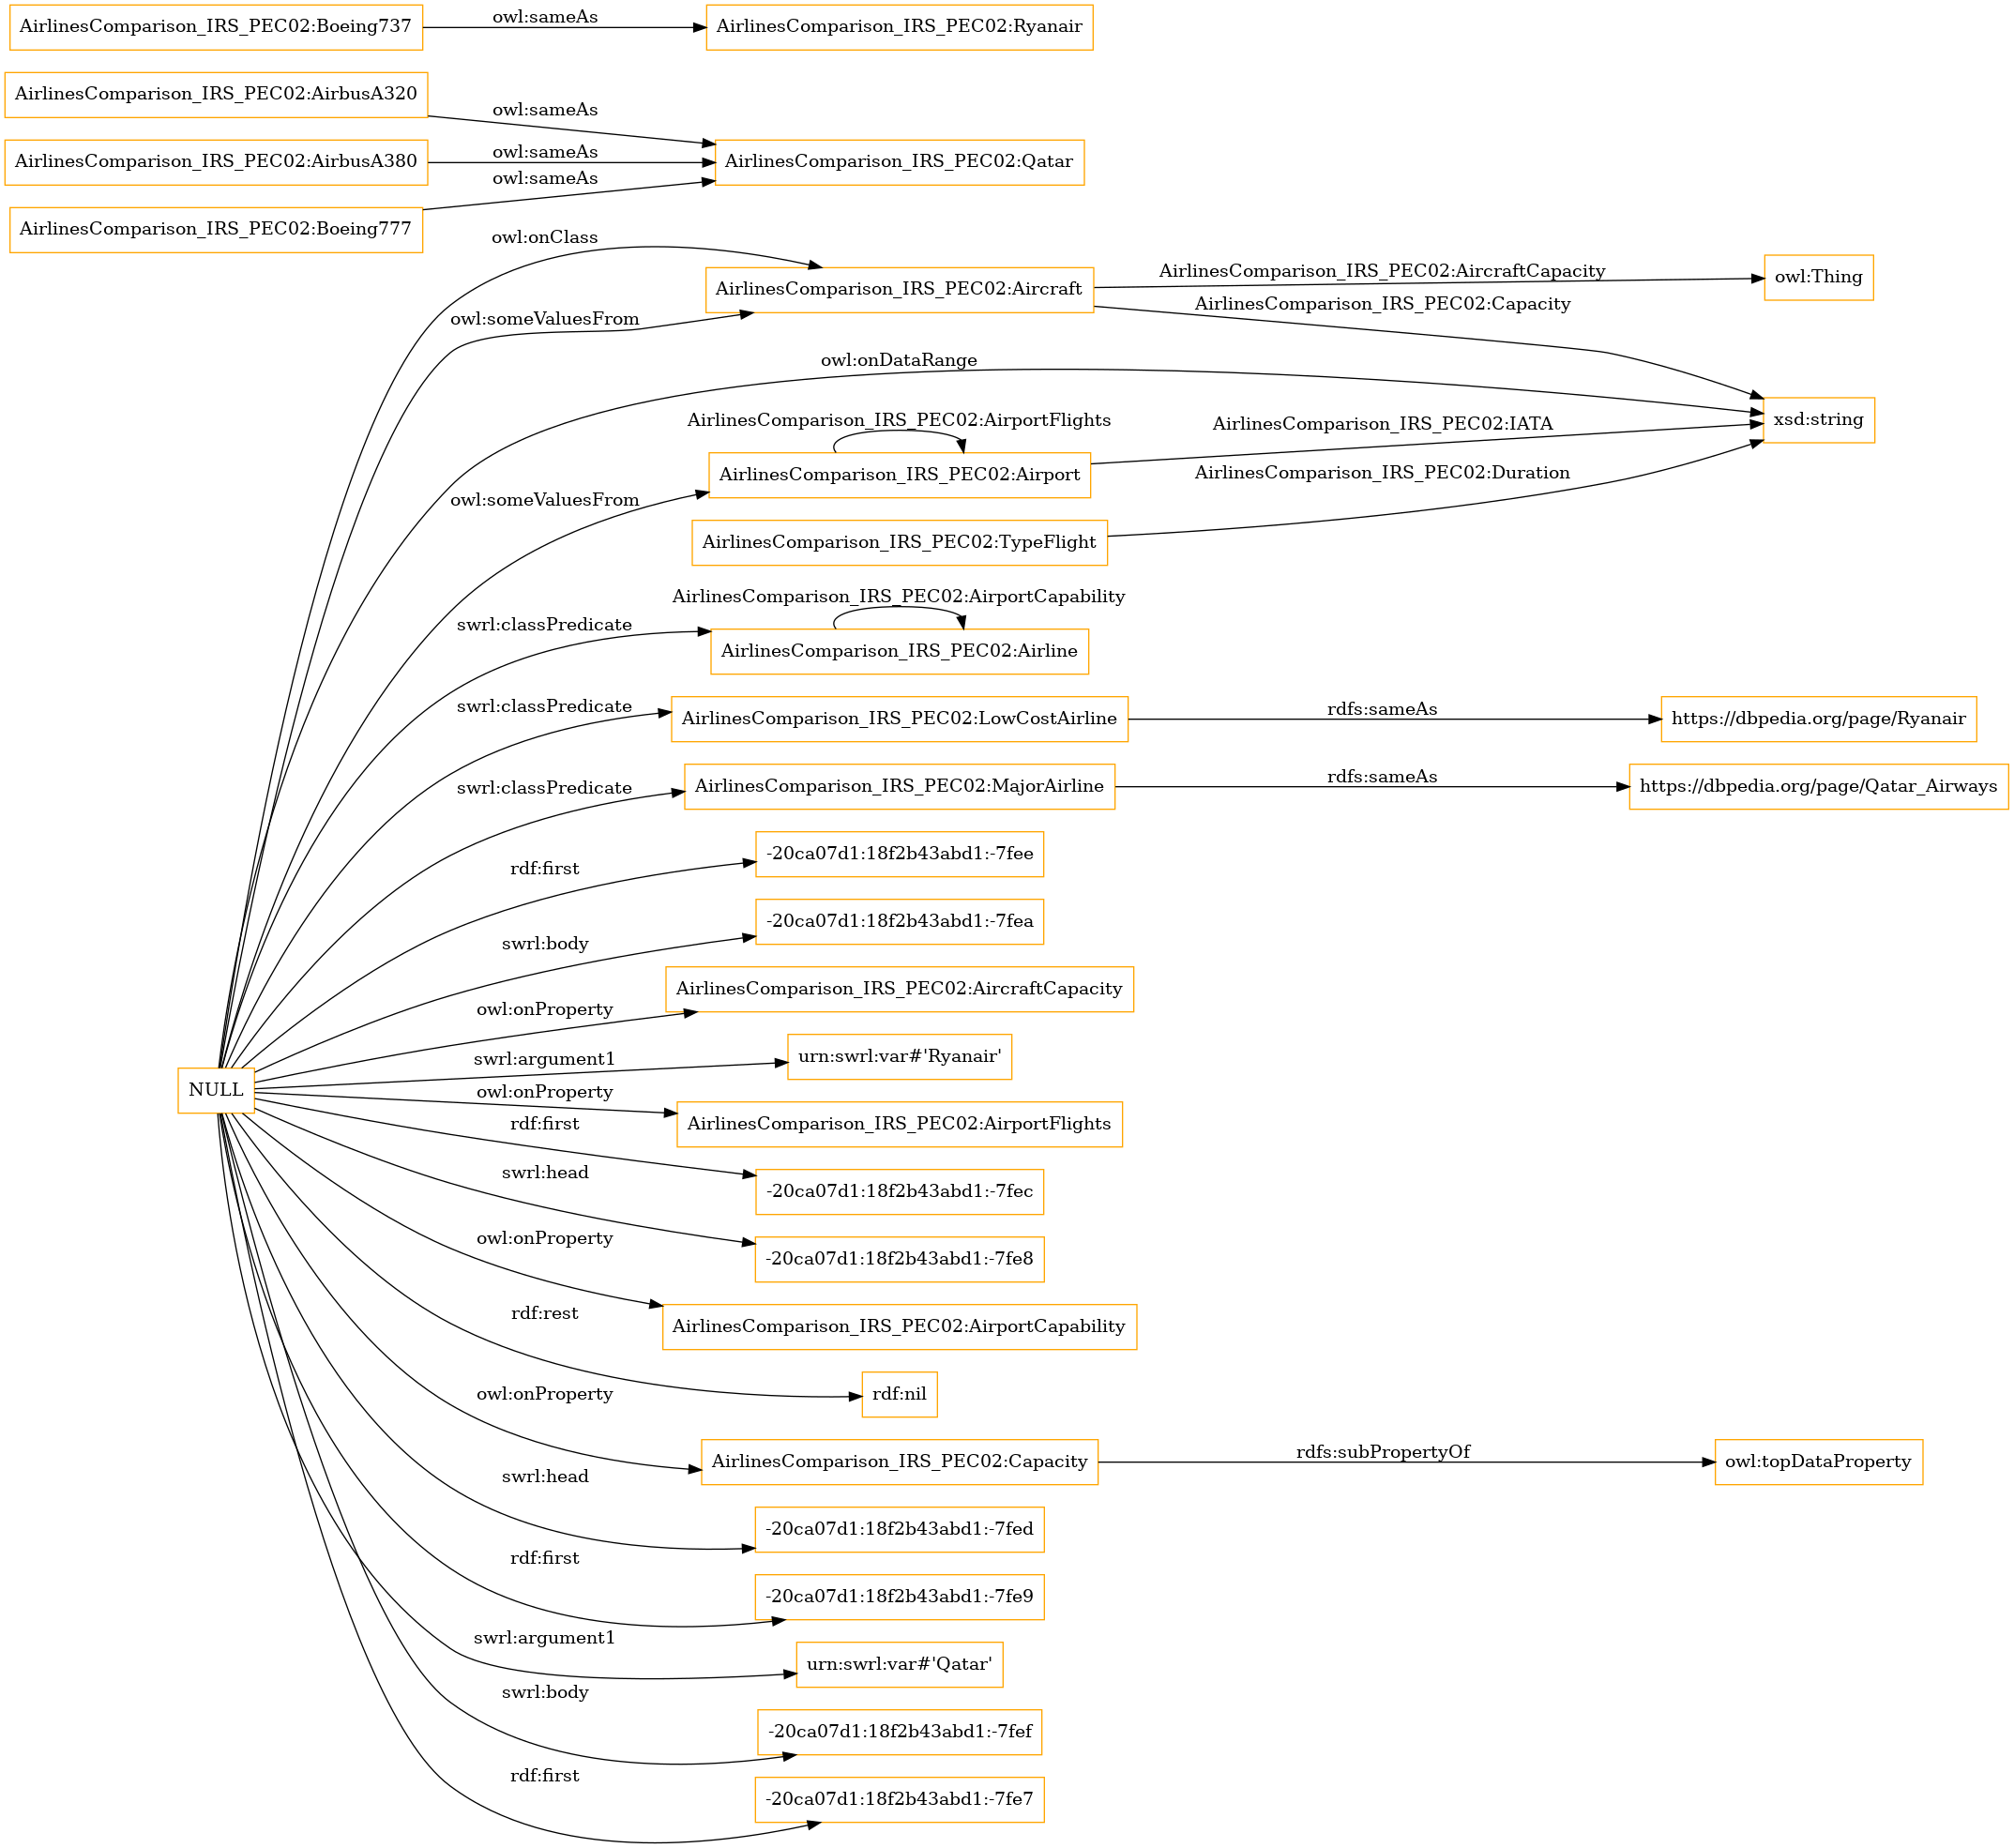 AirlinesComparison_IRS_PEC02:Boeing737
owl:sameAs
AirlinesComparison_IRS_PEC02:Ryanair
AirlinesComparison_IRS_PEC02:AirbusA320
owl:sameAs
AirlinesComparison_IRS_PEC02:AirbusA380
owl:sameAs
AirlinesComparison_IRS_PEC02:Qatar
owl:sameAs
AirlinesComparison_IRS_PEC02:Boeing777
owl:onClass
AirlinesComparison_IRS_PEC02:Aircraft
AirlinesComparison_IRS_PEC02:AircraftCapacity
owl:Thing
owl:someValuesFrom
AirlinesComparison_IRS_PEC02:Capacity
owl:onDataRange
xsd:string
AirlinesComparison_IRS_PEC02:AirportFlights
AirlinesComparison_IRS_PEC02:IATA
AirlinesComparison_IRS_PEC02:Airport
owl:someValuesFrom
AirlinesComparison_IRS_PEC02:Duration
AirlinesComparison_IRS_PEC02:TypeFlight
AirlinesComparison_IRS_PEC02:AirportCapability
swrl:classPredicate
AirlinesComparison_IRS_PEC02:Airline
swrl:classPredicate
AirlinesComparison_IRS_PEC02:LowCostAirline
rdfs:sameAs
https://dbpedia.org/page/Ryanair
swrl:classPredicate
AirlinesComparison_IRS_PEC02:MajorAirline
rdfs:sameAs
https://dbpedia.org/page/Qatar_Airways
rdf:first
-20ca07d1:18f2b43abd1:-7fee
swrl:body
-20ca07d1:18f2b43abd1:-7fea
owl:onProperty
AirlinesComparison_IRS_PEC02:AircraftCapacity
NULL
swrl:argument1
urn:swrl:var#'Ryanair'
owl:onProperty
AirlinesComparison_IRS_PEC02:AirportFlights
rdf:first
-20ca07d1:18f2b43abd1:-7fec
swrl:head
-20ca07d1:18f2b43abd1:-7fe8
owl:onProperty
AirlinesComparison_IRS_PEC02:AirportCapability
rdf:rest
rdf:nil
owl:onProperty
AirlinesComparison_IRS_PEC02:Capacity
rdfs:subPropertyOf
owl:topDataProperty
swrl:head
-20ca07d1:18f2b43abd1:-7fed
rdf:first
-20ca07d1:18f2b43abd1:-7fe9
swrl:argument1
urn:swrl:var#'Qatar'
swrl:body
-20ca07d1:18f2b43abd1:-7fef
rdf:first
-20ca07d1:18f2b43abd1:-7fe7